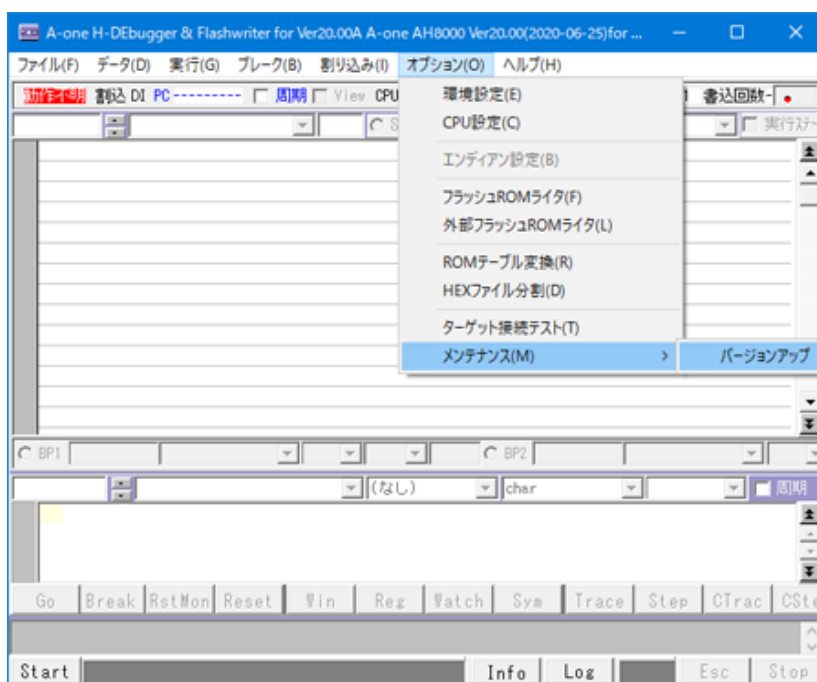 A-one H-DEbugger & Flashwriter for Ver20.00A A-one AH8000 Ver20.00(2020-06-25)for ...
ファイル(F) データ(D) 実行(G) ブレーク(B) 割り込み(I) オプション(O) ヘルプ(H)
動作不明 割込 DI PC--------- 周期 View CPU 書込回数-
環境設定(E)
CPU設定(C)
実行ステー
エンディアン設定(B)
フラッシュROMライタ(F)
外部フラッシュROMライタ(L)
ROMテーブル変換(R)
HEXファイル分割(D)
ターゲット接続テスト(T)
メンテナンス(M) > バージョンアップ
BP1 BP2
(なし) char 周期
Go Break RstMon Reset Win Reg Watch Sym Trace Step CTrac CSte
Start Info Log Esc Stop